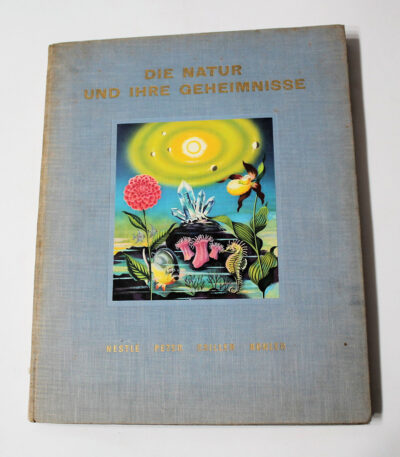 DIE NATUR
UND IHRE GEHEIMNISSE
NESTLÉ PETER CAILLER KOHLER